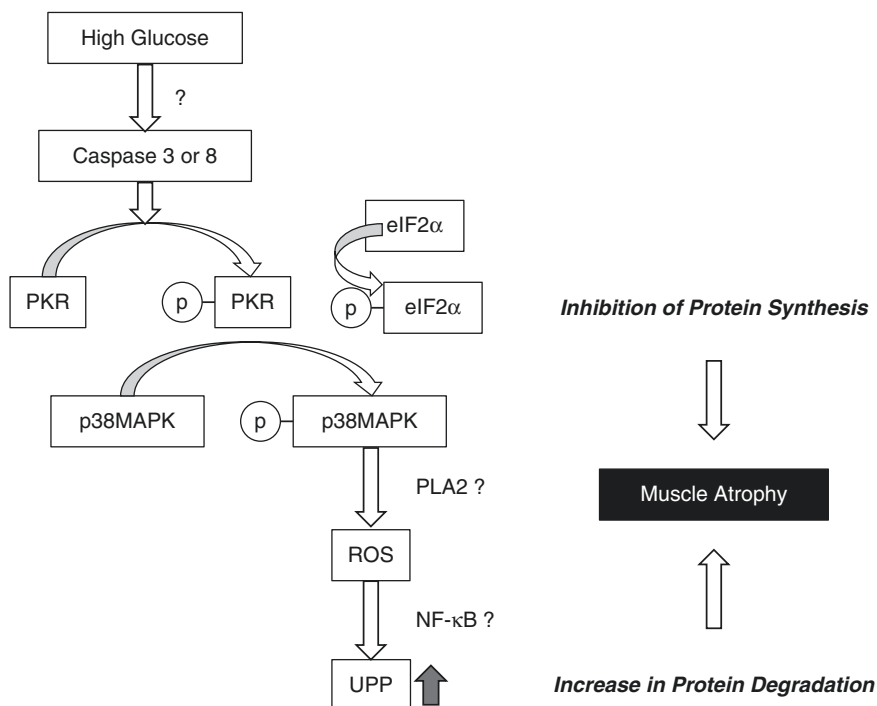 High Glucose
?
Caspase 3 or 8
eIF2α
PKR
p
PKR
p
eIF2α
Inhibition of Protein Synthesis
p38MAPK
p
p38MAPK
PLA2 ?
Muscle Atrophy
ROS
NF-κB ?
UPP
Increase in Protein Degradation